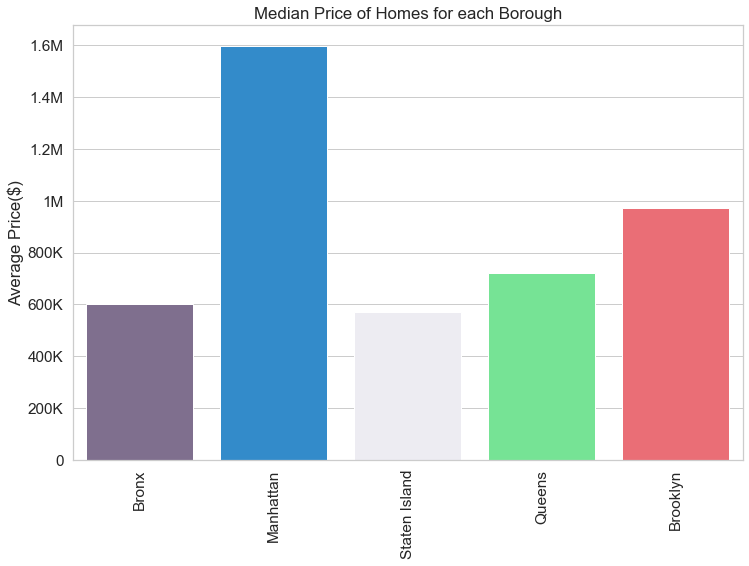 Median Price of Homes for each Borough
Average Price($)
1.6M
1.4M
1.2M
1M
800K
600K
400K
200K
0
Bronx
Manhattan
Staten Island
Queens
Brooklyn